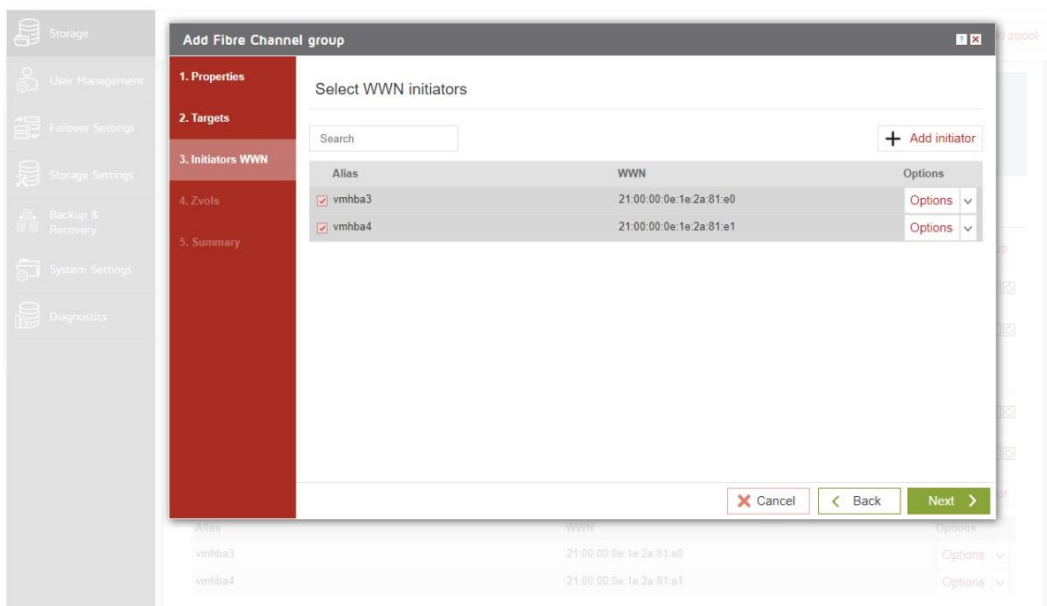 Storage
User Management
Failover Settings
Storage Settings
Backup &
Recovery
System Settings
Diagnostics
zpool
Add Fibre Channel group
1. Properties
2. Targets
3. Initiators WWN
4. Zvols
5. Summary
Select WWN initiators
Search
Add initiator
Alias WWN Options
vmhba3 21:00:00:0e:1e:2a:81:e0 Options
vmhba4 21:00:00:0e:1e:2a:81:e1 Options
Cancel Back Next
Alias WWN Options
vmhba3 21:00:00:0e:1e:2a:81:e0 Options
vmhba4 21:00:00:0e:1e:2a:81:e1 Options